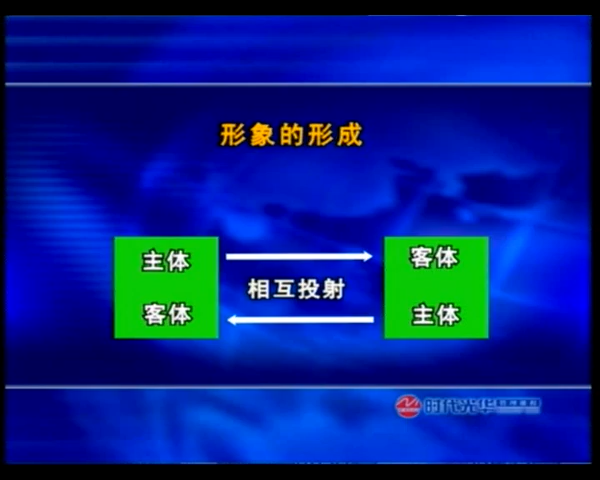 形象的形成
主体
客体
相互投射
客体
主体
时代光华